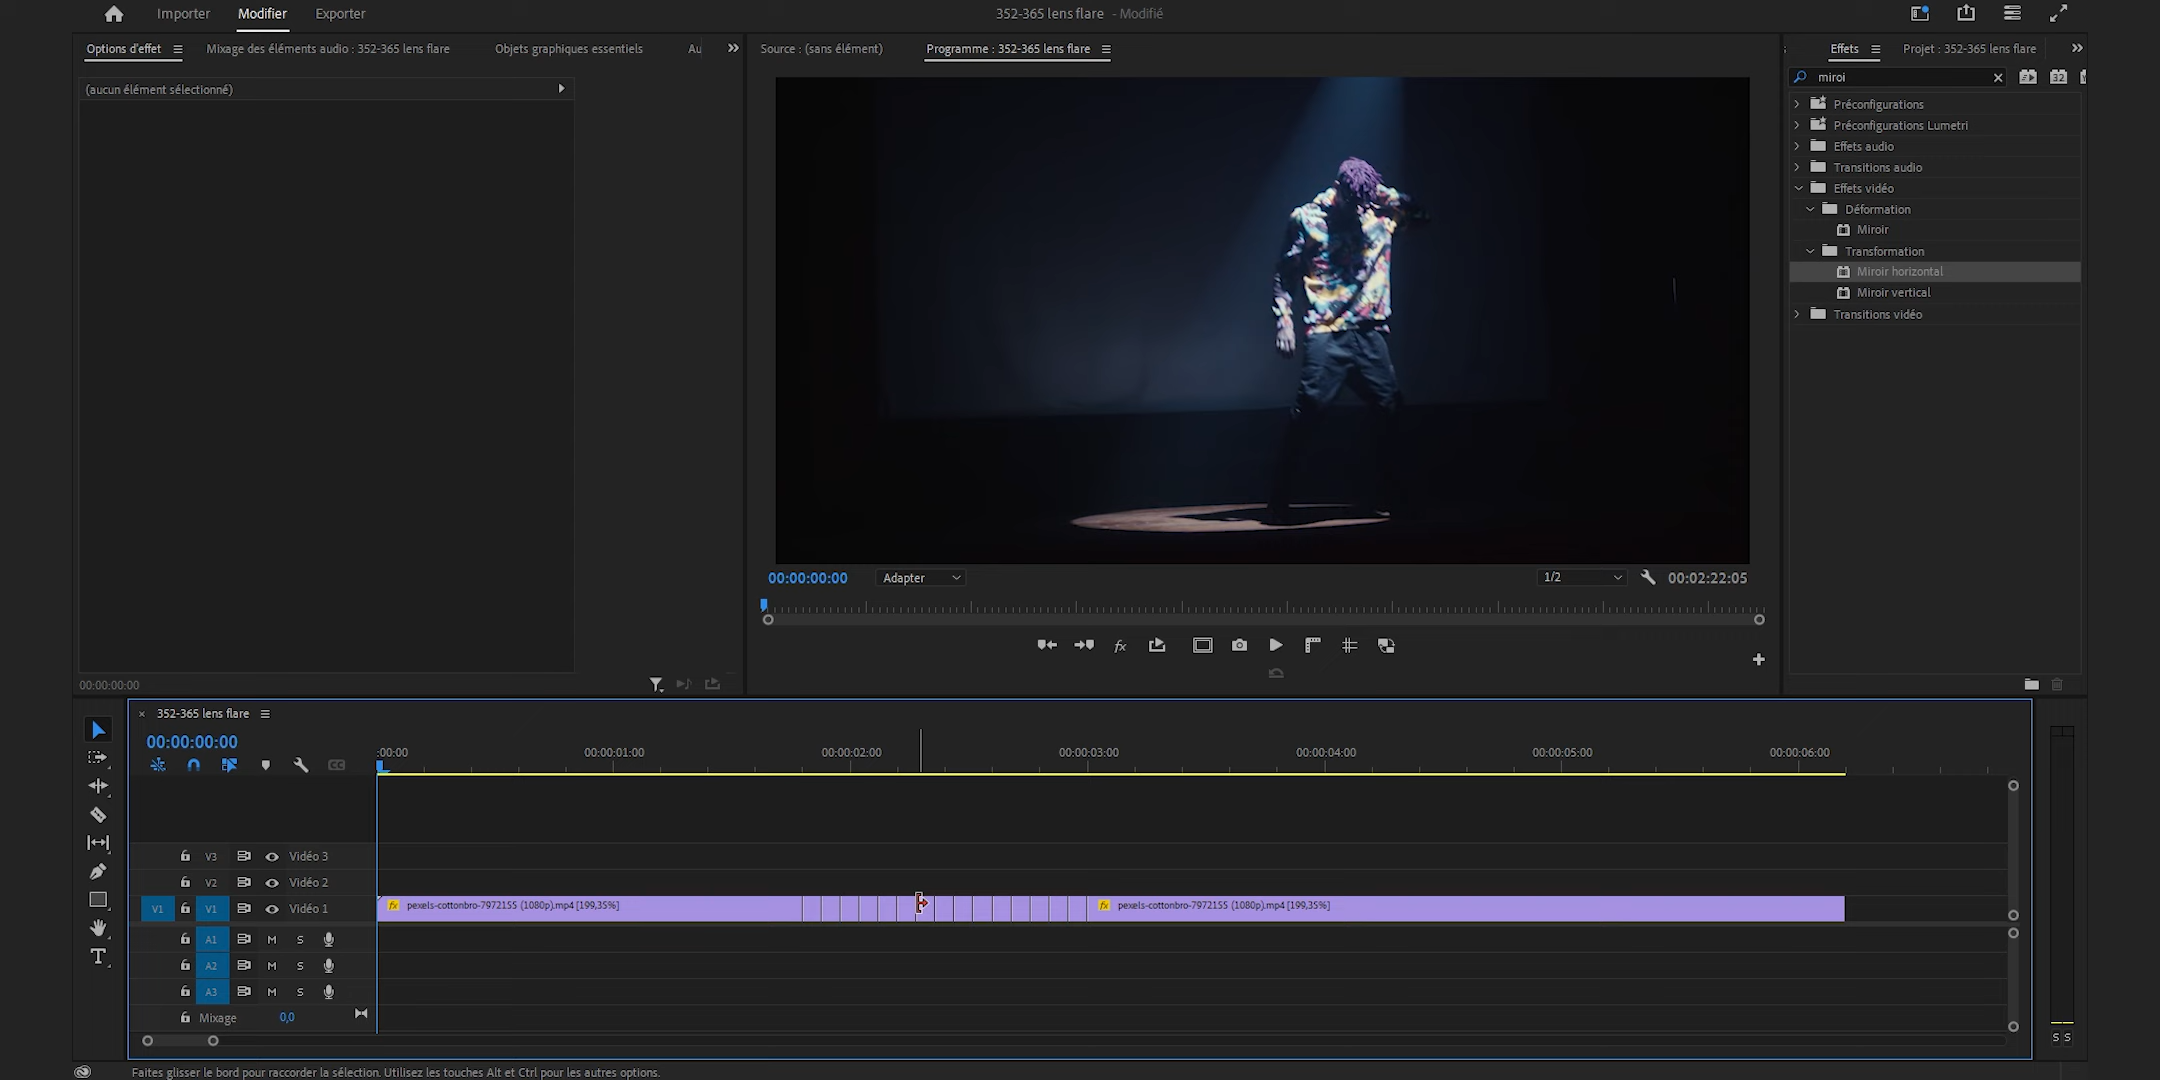 Importer Modifier Exporter 352-365 lens flare - Modifié
Options d'effet Mixage des éléments audio : 352-365 lens flare Objets graphiques essentiels Au
Source : (sans élément) Programme : 352-365 lens flare
Effets Projet : 352-365 lens flare
(aucun élément sélectionné)
miroi
32
Préconfigurations
Préconfigurations Lumetri
Effets audio
Transitions audio
Effets vidéo
Déformation
Miroir
Transformation
Miroir horizontal
Miroir vertical
Transitions vidéo
00:00:00:00 Adapter 1/2 00:02:22:05
fx
00:00:00:00
352-365 lens flare
00:00:00:00
:00:00 00:00:01:00 00:00:02:00 00:00:03:00 00:00:04:00 00:00:05:00 00:00:06:00
V3 Vidéo 3
V2 Vidéo 2
V1 V1 Vidéo 1
fx pexels-cottonbro-7972155 (1080p).mp4 [199,35%] fx pexels-cottonbro-7972155 (1080p).mp4 [199,35%]
A1 M S
A2 M S
A3 M S
Mixage 0,0
S S
Faites glisser le bord pour raccorder la sélection. Utilisez les touches Alt et Ctrl pour les autres options.